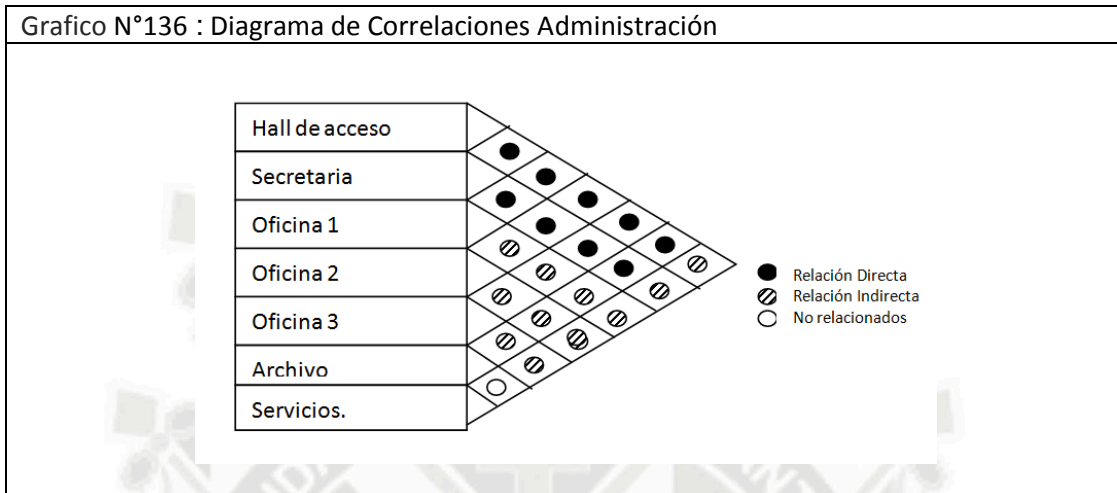 Grafico N°136 : Diagrama de Correlaciones Administración
Hall de acceso
Secretaria
Oficina 1
Oficina 2
Oficina 3
Archivo
Servicios.
Relación Directa
Relación Indirecta
No relacionados